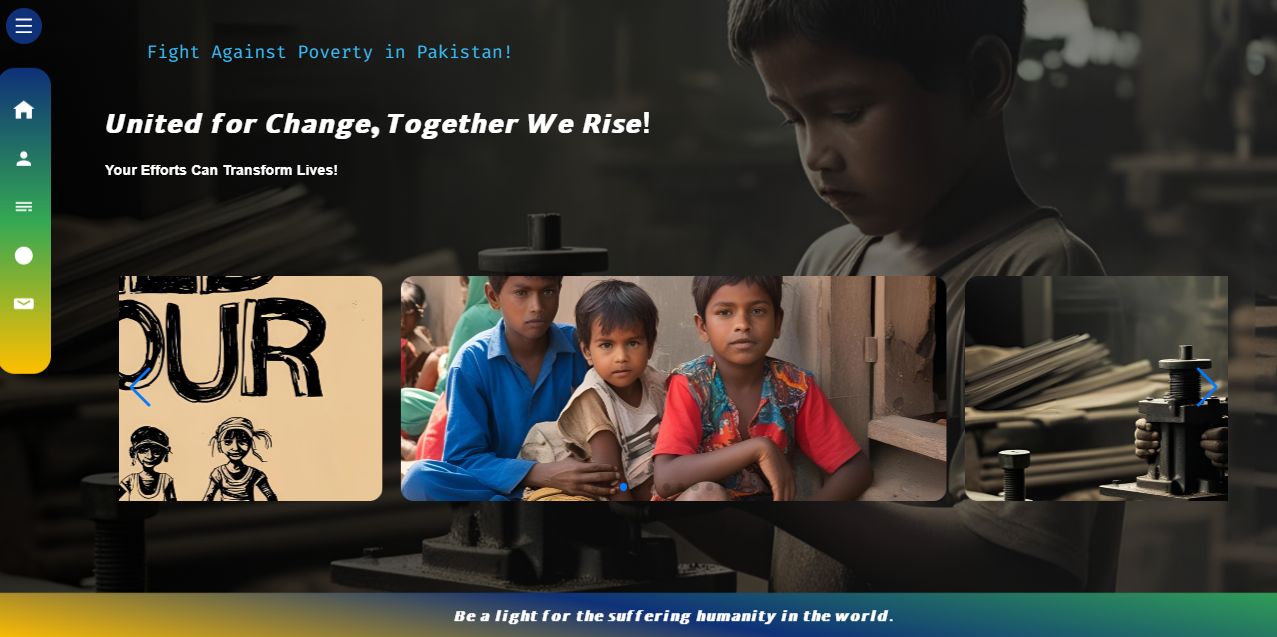 Fight Against Poverty in Pakistan!
United for Change, Together We Rise!
Your Efforts Can Transform Lives!
OUR
Be a light for the suffering humanity in the world.